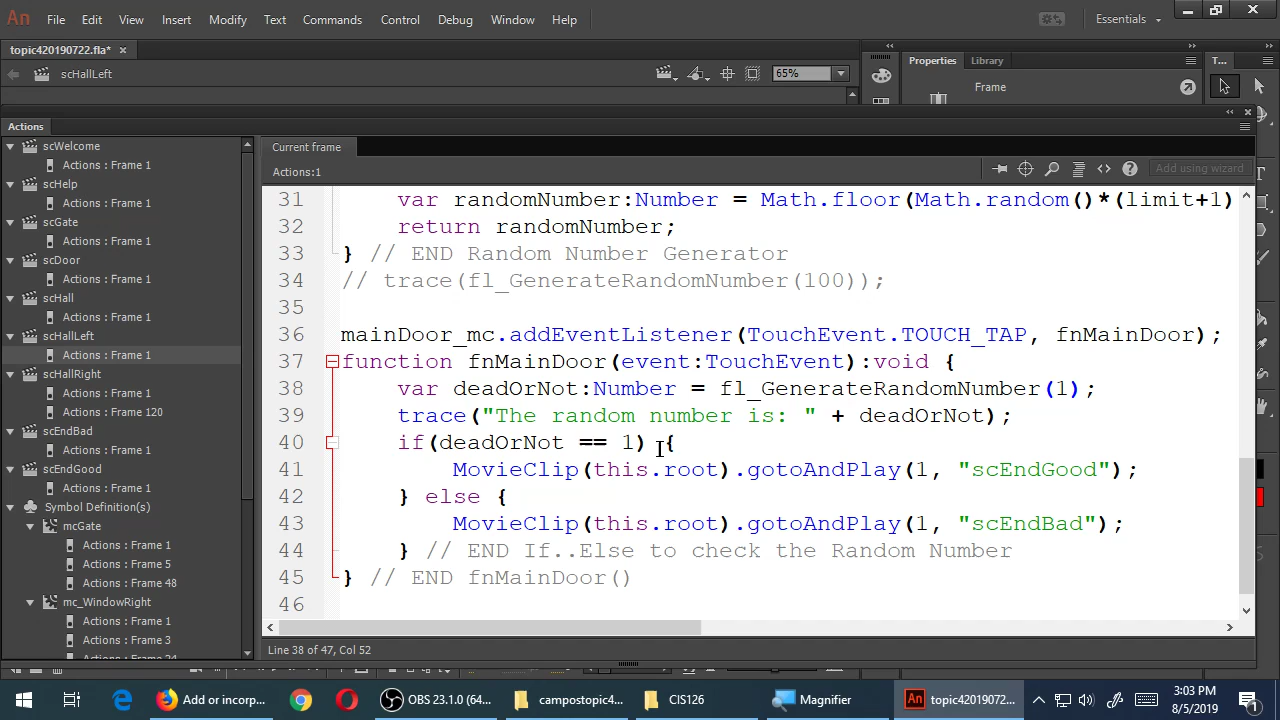 An File Edit View Insert Modify Text Commands Control Debug Window Help Essentials
topic420190722.fla* ×
scHallLeft 65% Properties Library T...
Frame
Actions
scWelcome
Actions : Frame 1
scHelp
Actions : Frame 1
scGate
Actions : Frame 1
scDoor
Actions : Frame 1
scHall
Actions : Frame 1
scHallLeft
Actions : Frame 1
scHallRight
Actions : Frame 1
Actions : Frame 120
scEndBad
Actions : Frame 1
scEndGood
Actions : Frame 1
Symbol Definition(s)
mcGate
Actions : Frame 1
Actions : Frame 5
Actions : Frame 48
mc_WindowRight
Actions : Frame 1
Actions : Frame 3
Actions : Frame 24
Current frame
Actions:1 Add using wizard
31 var randomNumber:Number = Math.floor(Math.random()*(limit+1)
32 return randomNumber;
33 } // END Random Number Generator
34 // trace(fl_GenerateRandomNumber(100));
35
36 mainDoor_mc.addEventListener(TouchEvent.TOUCH_TAP, fnMainDoor);
37 function fnMainDoor(event:TouchEvent):void {
38 var deadOrNot:Number = fl_GenerateRandomNumber(1);
39 trace("The random number is: " + deadOrNot);
40 if(deadOrNot == 1) {
41 MovieClip(this.root).gotoAndPlay(1, "scEndGood");
42 } else {
43 MovieClip(this.root).gotoAndPlay(1, "scEndBad");
44 } // END If..Else to check the Random Number
45 } // END fnMainDoor()
46
Line 38 of 47, Col 52
Add or incorp... OBS 23.1.0 (64... campostopic4... CIS126 Magnifier An topic42019072... 3:03 PM
8/5/2019